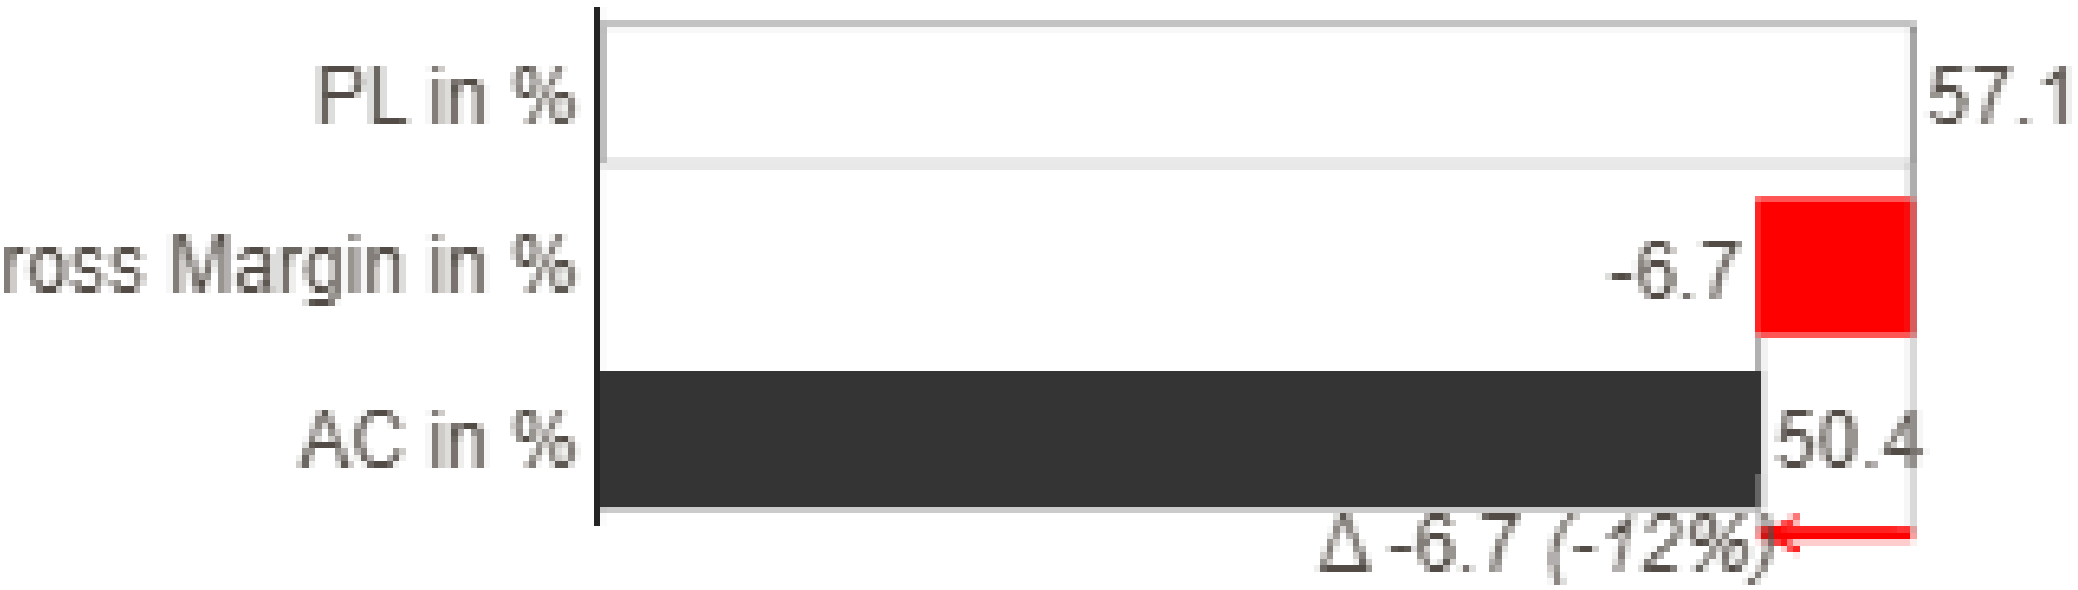 PL in %
57.1
ross Margin in %
-6.7
AC in %
50.4
Δ -6.7 (-12%)